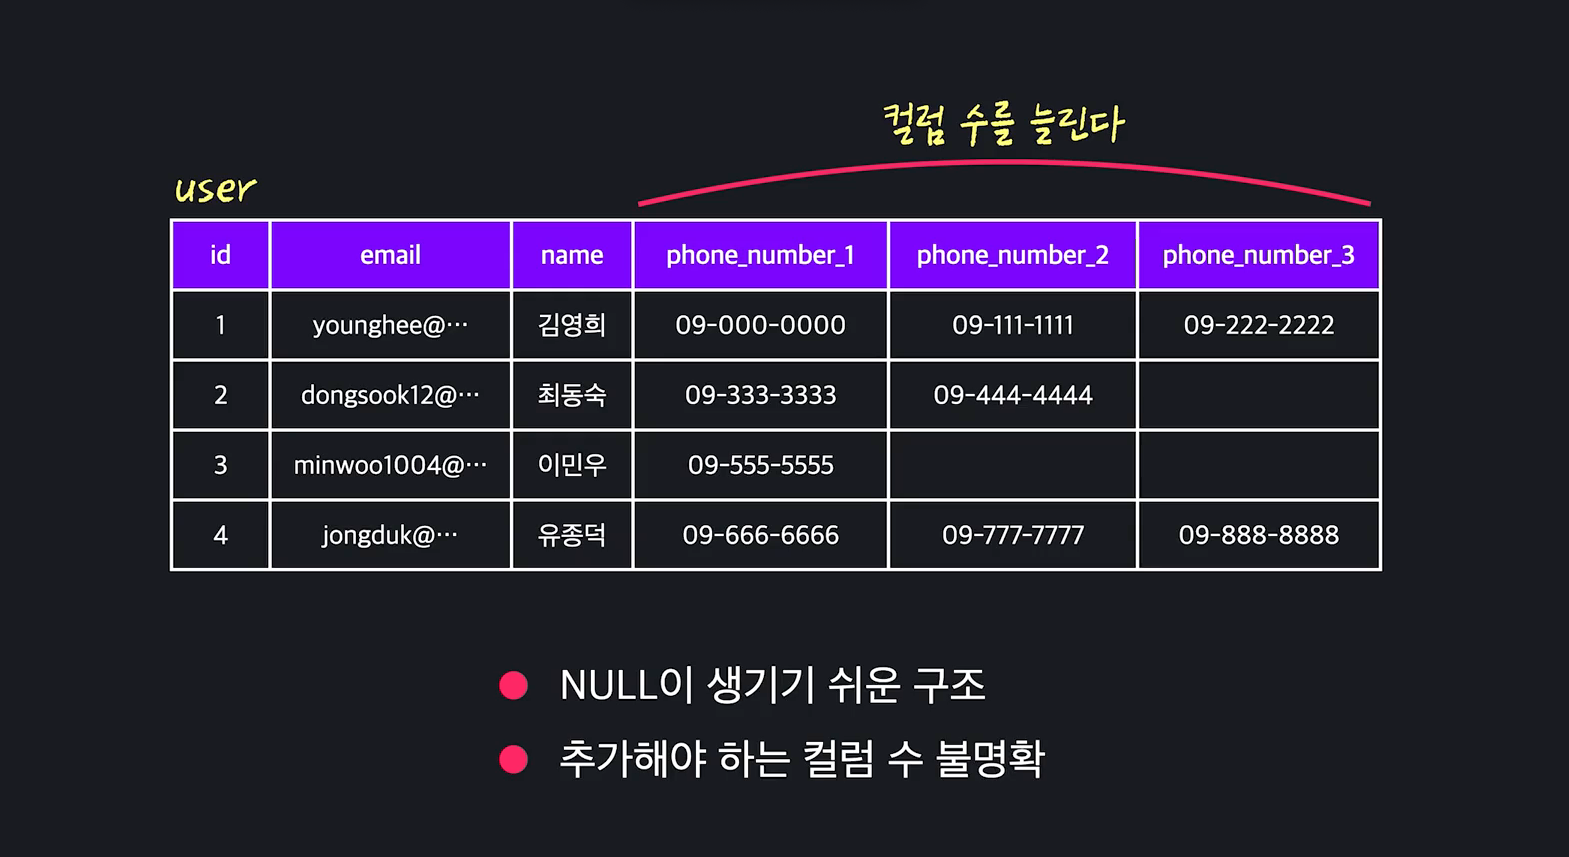 컬럼 수를 늘린다
user
id email name phone_number_1 phone_number_2 phone_number_3
1 younghee@··· 김영희 09-000-0000 09-111-1111 09-222-2222
2 dongsook12@··· 최동숙 09-333-3333 09-444-4444
3 minwoo1004@··· 이민우 09-555-5555
4 jongduk@··· 유종덕 09-666-6666 09-777-7777 09-888-8888
NULL이 생기기 쉬운 구조
추가해야 하는 컬럼 수 불명확